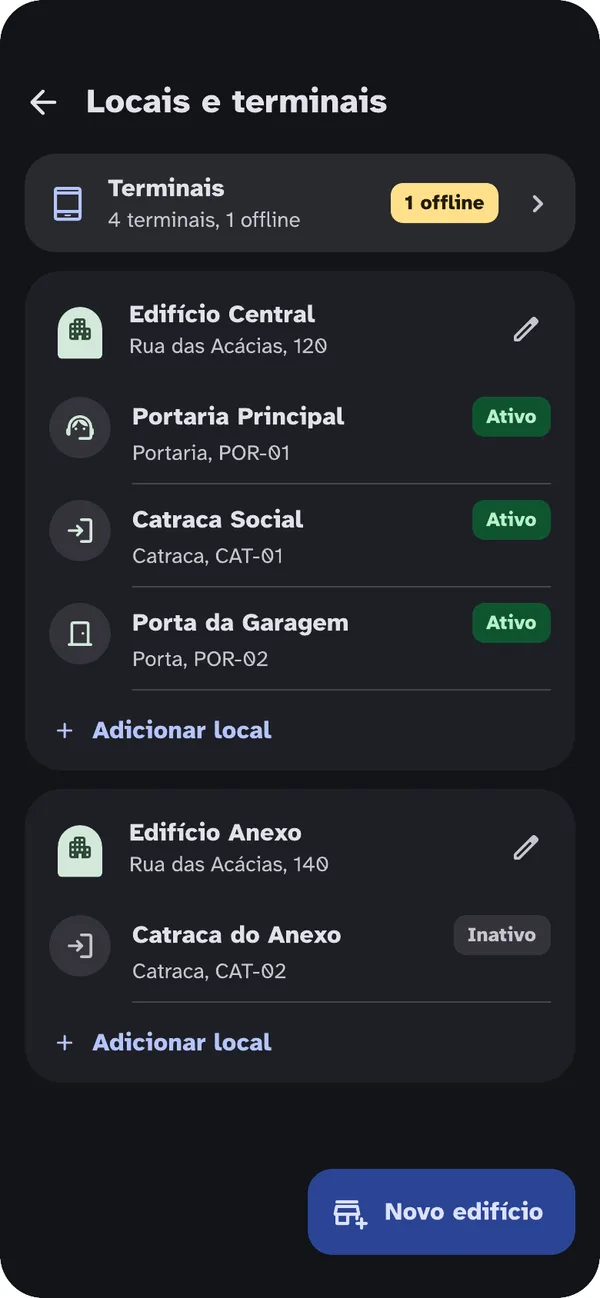 Locais e terminais
Terminais
4 terminais, 1 offline
1 offline
Edifício Central
Rua das Acácias, 120
Portaria Principal
Ativo
Portaria, POR-01
Catraca Social
Ativo
Catraca, CAT-01
Porta da Garagem
Ativo
Porta, POR-02
+ Adicionar local
Edifício Anexo
Rua das Acácias, 140
Catraca do Anexo
Inativo
Catraca, CAT-02
+ Adicionar local
Novo edifício